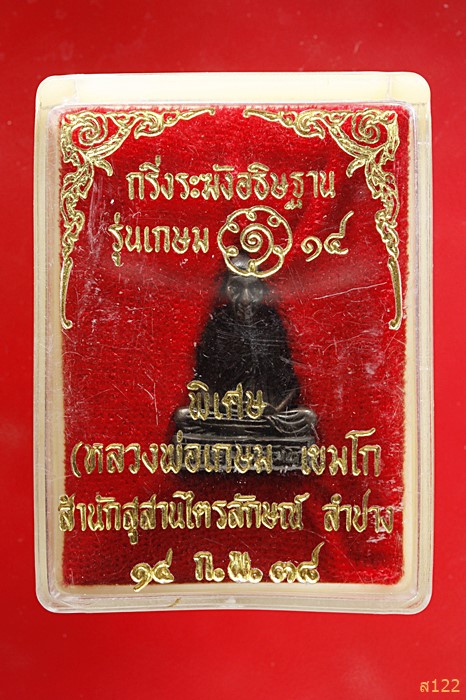 กริ่งระฆังอธิษฐาน
รุ่นเกษม ๑ ๑๔
พิเศษ
(หลวงพ่อเกษม เขมโก
สำนักสุสานไตรลักษณ์ ลำปาง
๑๔ ก.พ. ๓๘
ส122